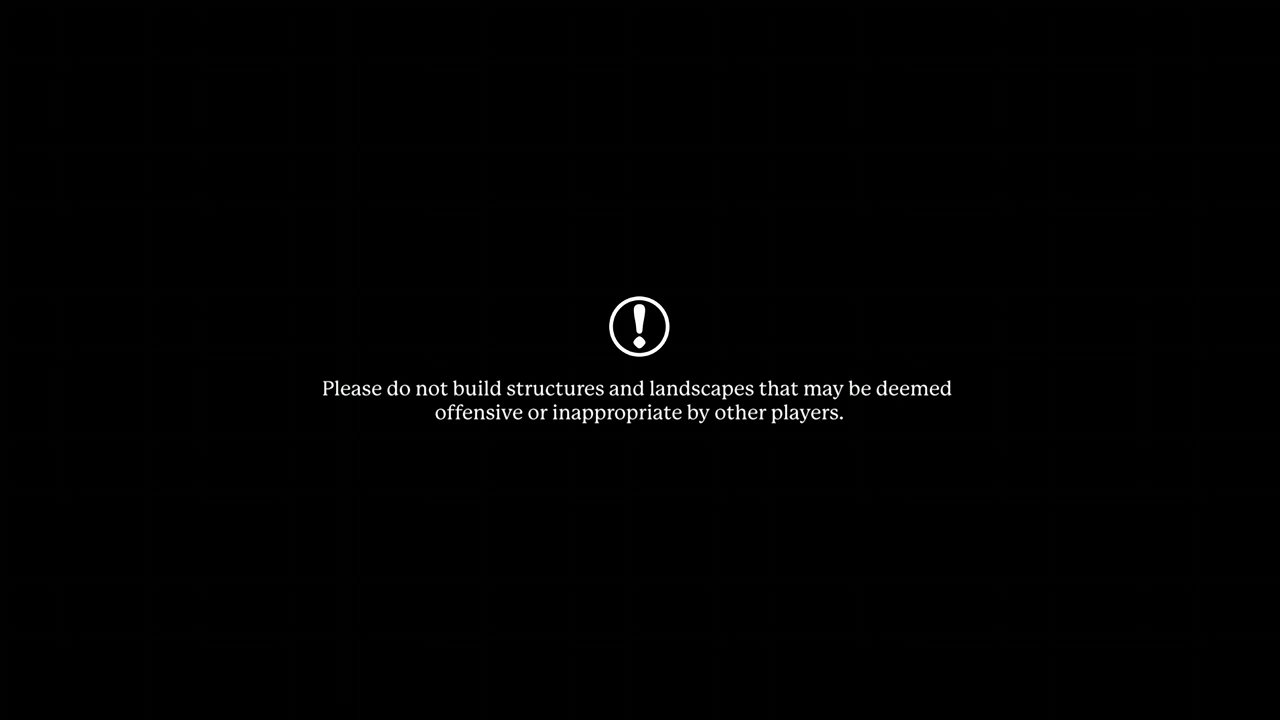 Please do not build structures and landscapes that may be deemed
offensive or inappropriate by other players.